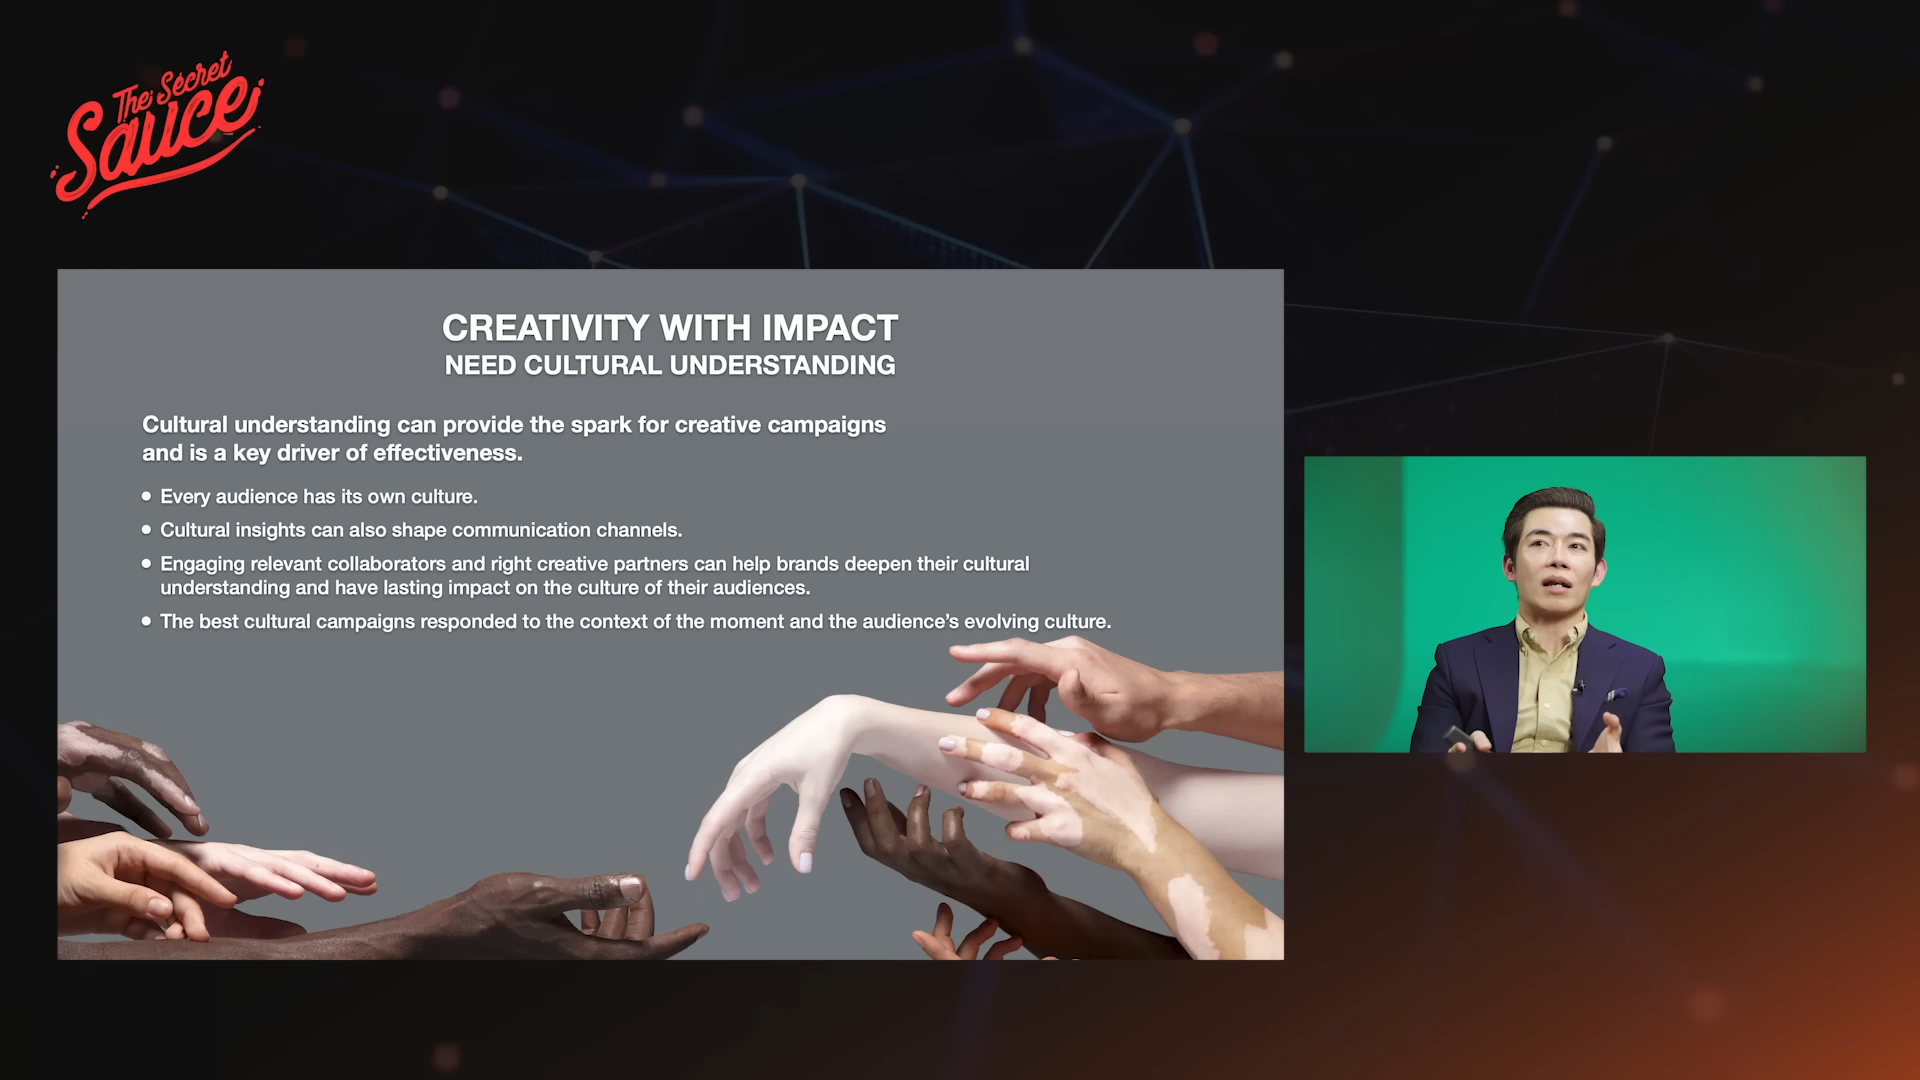 The Secret
Sauce
CREATIVITY WITH IMPACT
NEED CULTURAL UNDERSTANDING
Cultural understanding can provide the spark for creative campaigns
and is a key driver of effectiveness.
• Every audience has its own culture.
• Cultural insights can also shape communication channels.
• Engaging relevant collaborators and right creative partners can help brands deepen their cultural
understanding and have lasting impact on the culture of their audiences.
• The best cultural campaigns responded to the context of the moment and the audience’s evolving culture.